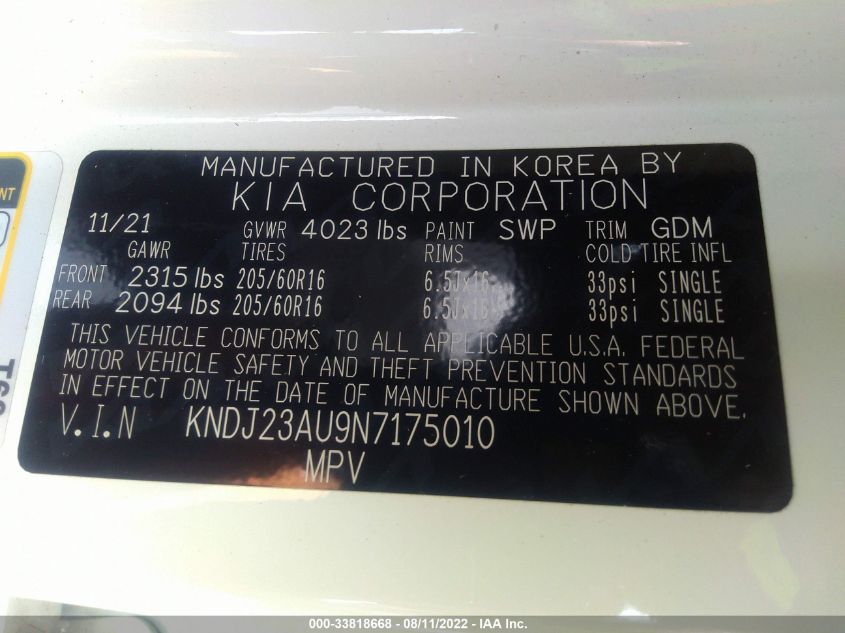 MANUFACTURED IN KOREA BY
KIA CORPORATION
11/21 GVWR 4023 lbs PAINT SWP TRIM GDM
GAWR TIRES RIMS COLD TIRE INFL
FRONT 2315 lbs 205/60R16 6.5Jx16 33psi SINGLE
REAR 2094 lbs 205/60R16 6.5Jx16 33psi SINGLE
THIS VEHICLE CONFORMS TO ALL APPLICABLE U.S.A. FEDERAL
MOTOR VEHICLE SAFETY AND THEFT PREVENTION STANDARDS
IN EFFECT ON THE DATE OF MANUFACTURE SHOWN ABOVE.
V.I.N KNDJ23AU9N7175010
MPV
000-33818668 - 08/11/2022 - IAA Inc.